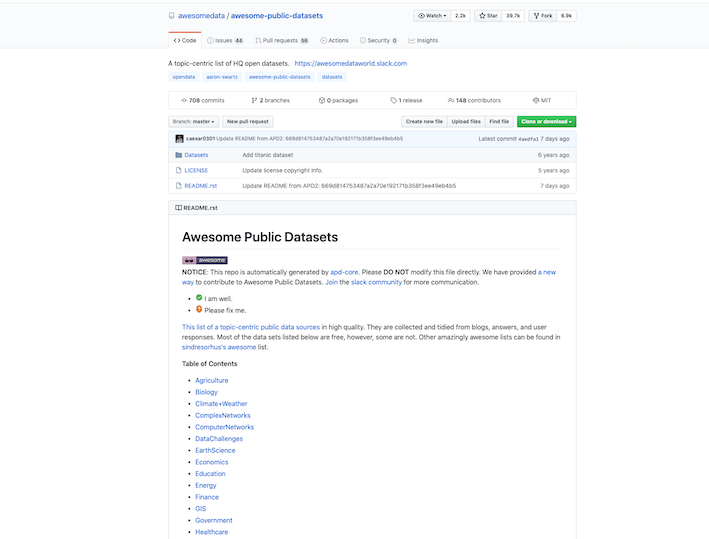 awesomedata / awesome-public-datasets
Watch 2.2k Star 39.7k Fork 6.9k
Code Issues 44 Pull requests 56 Actions Security 0 Insights
A topic-centric list of HQ open datasets. https://awesomedataworld.slack.com
opendata aaron-swartz awesome-public-datasets datasets
708 commits 2 branches 0 packages 1 release 148 contributors MIT
Branch: master New pull request Create new file Upload files Find file Clone or download
caesar0301 Update README from APD2: 669d814753487a2a70e192171b358f3ee49eb4b5 Latest commit 4aedfa1 7 days ago
Datasets Add titanic dataset 6 years ago
LICENSE Update license copyright info. 5 years ago
README.rst Update README from APD2: 669d814753487a2a70e192171b358f3ee49eb4b5 7 days ago
README.rst
Awesome Public Datasets
awesome
NOTICE: This repo is automatically generated by apd-core. Please DO NOT modify this file directly. We have provided a new
way to contribute to Awesome Public Datasets. Join the slack community for more communication.
I am well.
Please fix me.
This list of a topic-centric public data sources in high quality. They are collected and tidied from blogs, answers, and user
responses. Most of the data sets listed below are free, however, some are not. Other amazingly awesome lists can be found in
sindresorhus's awesome list.
Table of Contents
Agriculture
Biology
Climate+Weather
ComplexNetworks
ComputerNetworks
DataChallenges
EarthScience
Economics
Education
Energy
Finance
GIS
Government
Healthcare